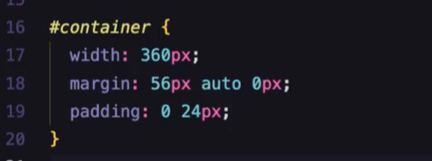 16 #container {
17 width: 360px;
18 margin: 56px auto 0px;
19 padding: 0 24px;
20 }